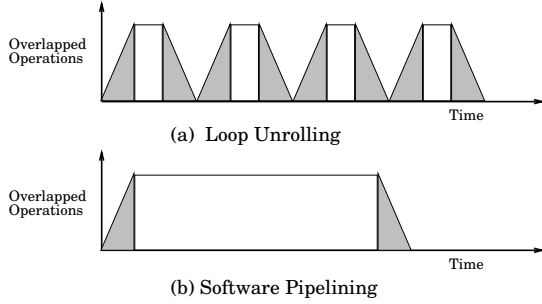 Overlapped
Operations
Time
(a) Loop Unrolling
Overlapped
Operations
Time
(b) Software Pipelining